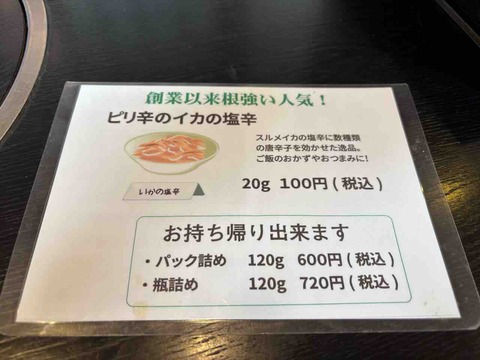 創業以来根強い人気！
ピリ辛のイカの塩辛
スルメイカの塩辛に数種類
の唐辛子を効かせた逸品。
ご飯のおかずやおつまみに!
いかの塩辛
20g 100円(税込)
お持ち帰り出来ます
・パック詰め 120g 600円(税込)
・瓶詰め 120g 720円(税込)